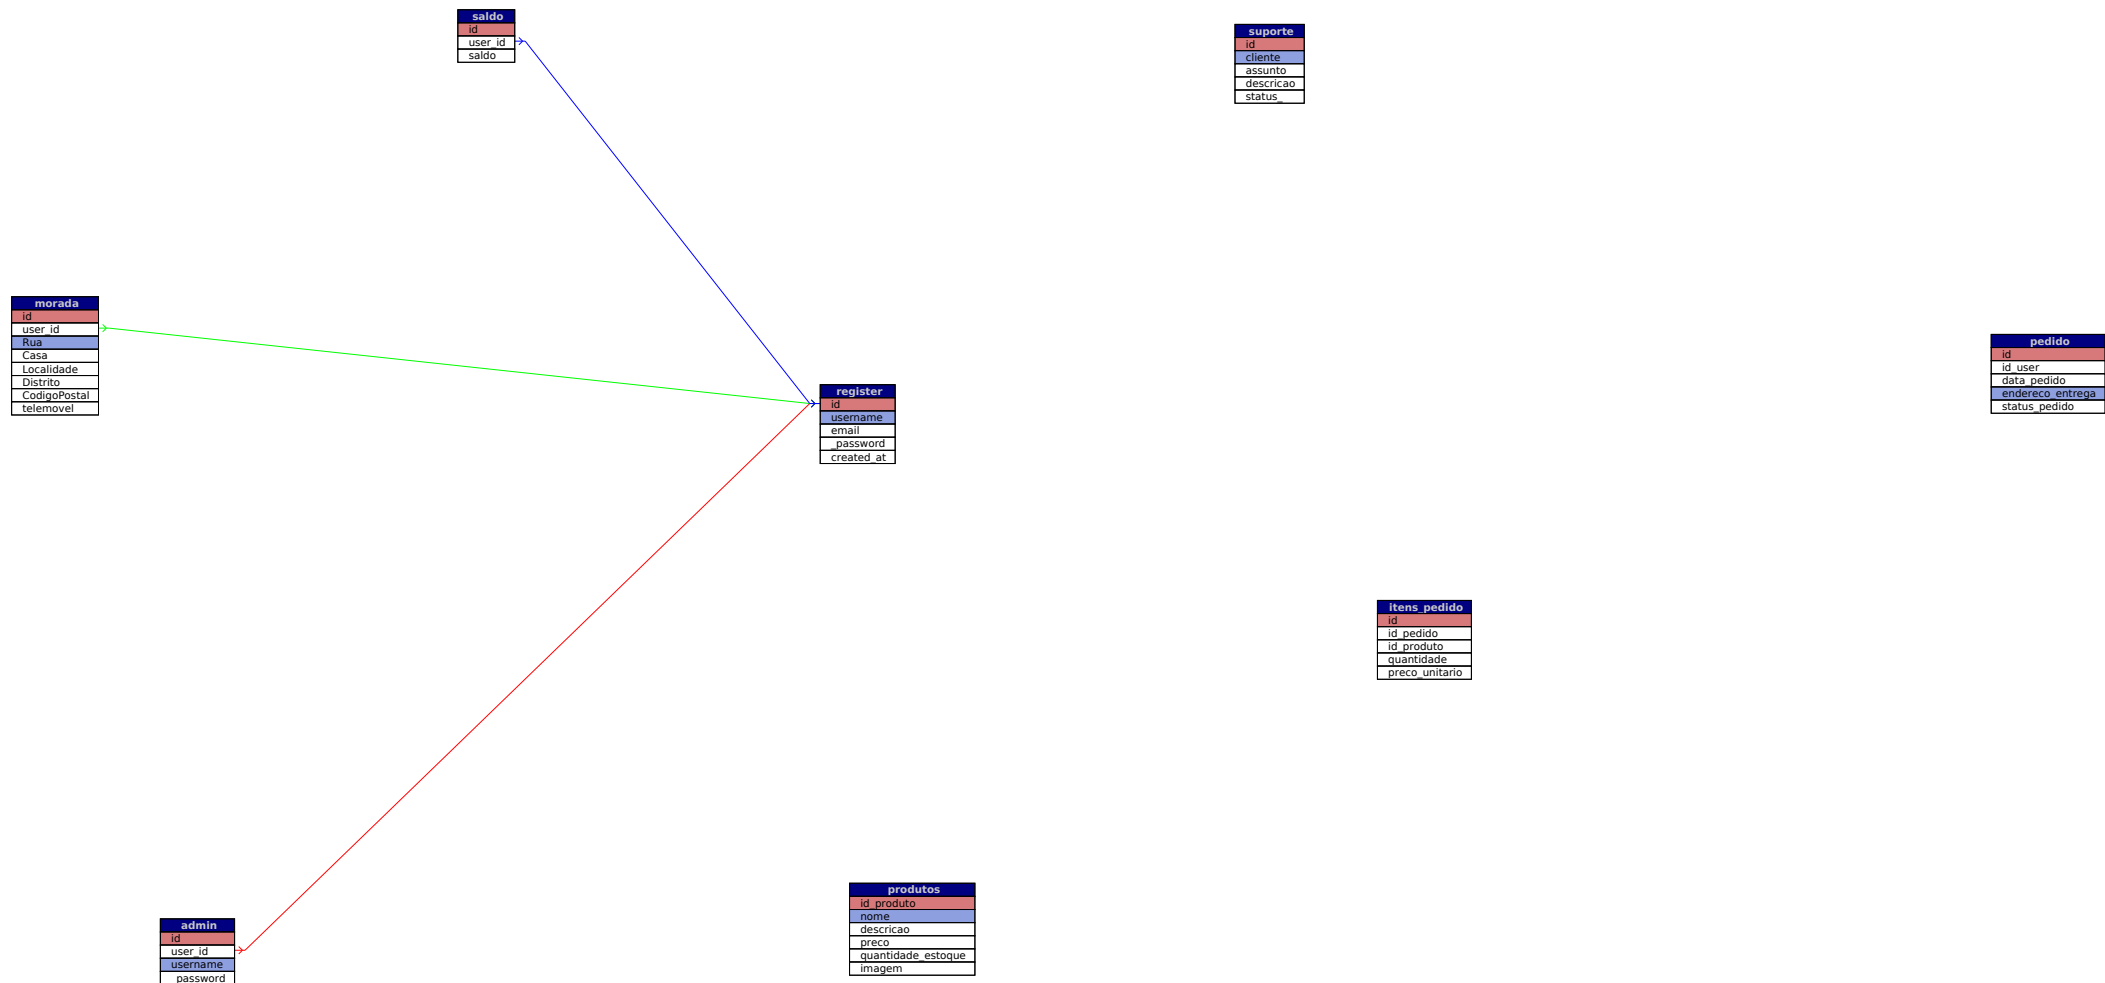 saldo
id
user_id
saldo
suporte
id
cliente
assunto
descricao
status_
morada
id
user_id
Rua
Casa
Localidade
Distrito
CodigoPostal
telemovel
pedido
id
id_user
data_pedido
endereco_entrega
status_pedido
register
id
username
email
_password
created_at
itens_pedido
id
id_pedido
id_produto
quantidade
preco_unitario
produtos
id_produto
nome
descricao
preco
quantidade_estoque
imagem
admin
id
user_id
username
_password